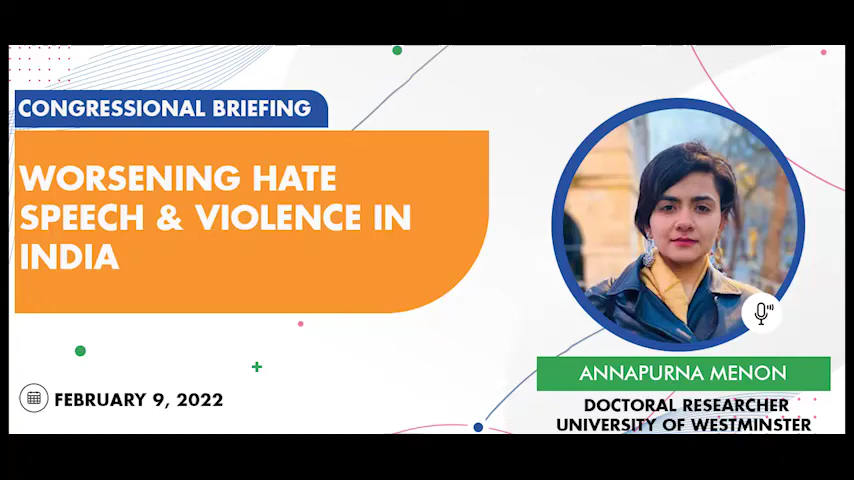 CONGRESSIONAL BRIEFING
WORSENING HATE
SPEECH & VIOLENCE IN
INDIA
FEBRUARY 9, 2022
ANNAPURNA MENON
DOCTORAL RESEARCHER
UNIVERSITY OF WESTMINSTER